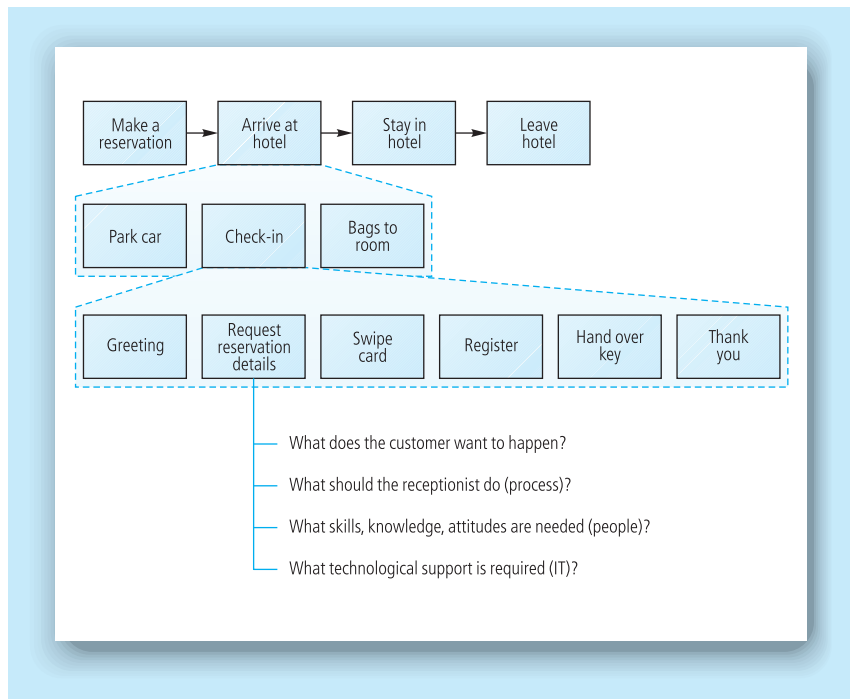 Make a
reservation
Arrive at
hotel
Stay in
hotel
Leave
hotel
Park car
Check-in
Bags to
room
Greeting
Request
reservation
details
Swipe
card
Register
Hand over
key
Thank
you
What does the customer want to happen?
What should the receptionist do (process)?
What skills, knowledge, attitudes are needed (people)?
What technological support is required (IT)?